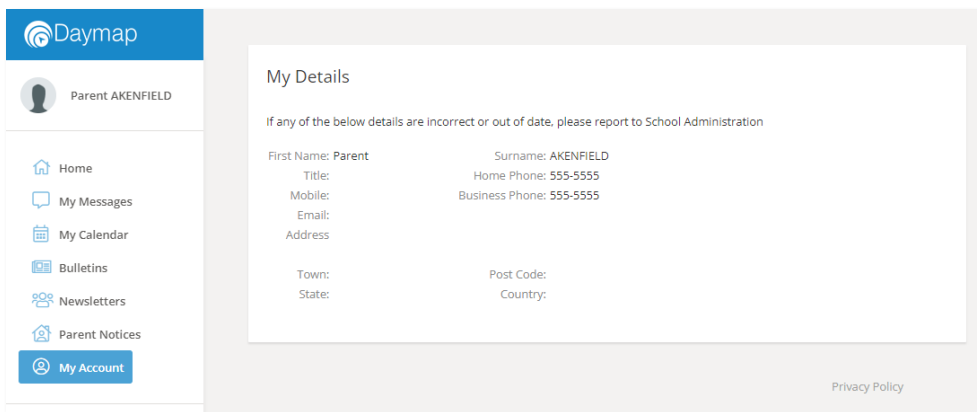 Daymap
Parent AKENFIELD
Home
My Messages
My Calendar
Bulletins
Newsletters
Parent Notices
My Account
My Details
If any of the below details are incorrect or out of date, please report to School Administration
First Name: Parent Surname: AKENFIELD
Title: Home Phone: 555-5555
Mobile: Business Phone: 555-5555
Email:
Address
Town: Post Code:
State: Country:
Privacy Policy